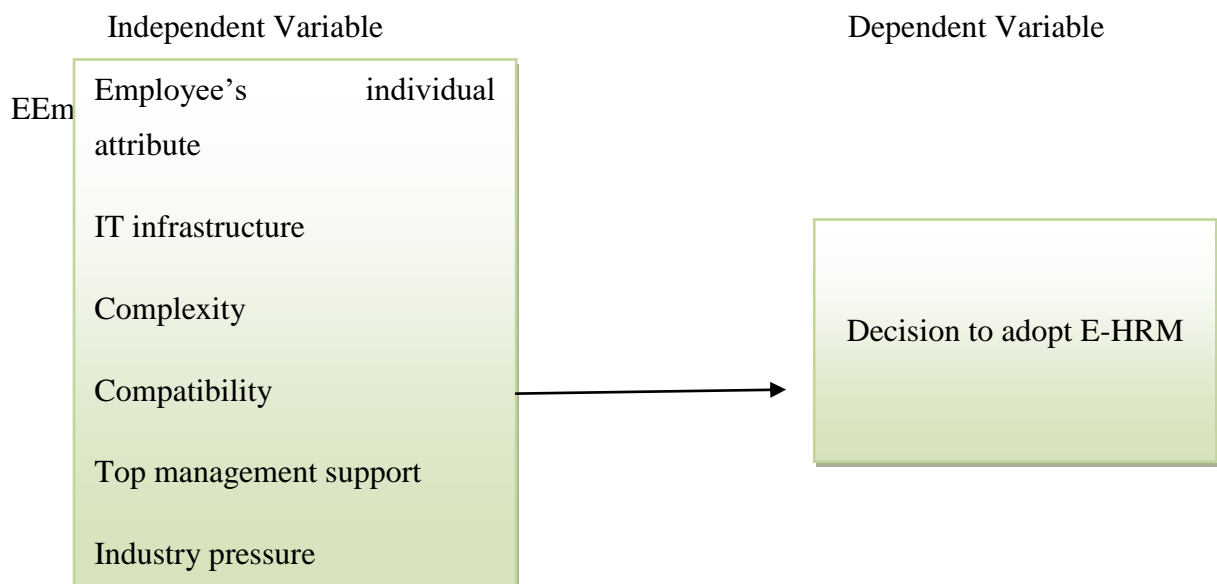 Independent Variable
Dependent Variable
EEm
Employee’s individual
attribute
IT infrastructure
Complexity
Compatibility
Top management support
Industry pressure
Decision to adopt E-HRM